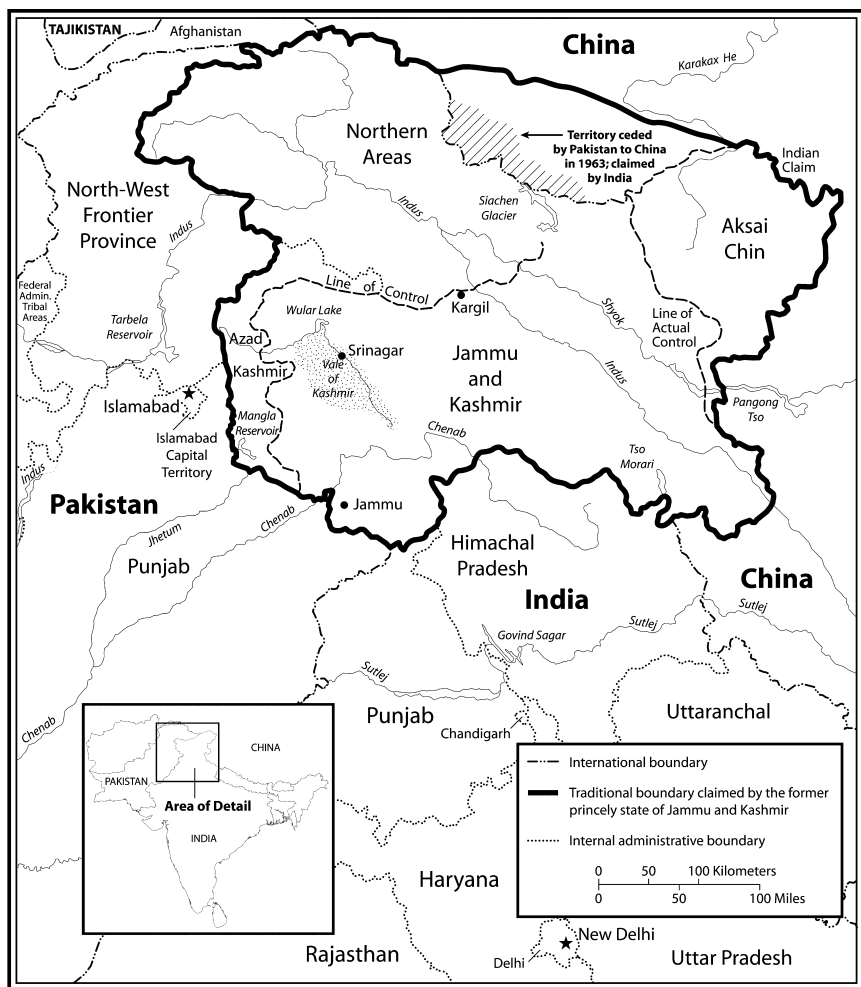 TAJIKISTAN
Afghanistan
China
Karakax He
Northern
Areas
Territory ceded
by Pakistan to China
in 1963; claimed
by India
Indian
Claim
North-West
Frontier
Province
Indus
Indus
Siachen
Glacier
Aksai
Chin
Federal
Admin.
Tribal
Areas
Tarbela
Reservoir
Line of Control
Kargil
Wular Lake
Shyok
Line of
Actual
Control
Azad
Kashmir
Srinagar
Vale
of
Kashmir
Jammu
and
Kashmir
Indus
Islamabad
Islamabad
Capital
Territory
Mangla
Reservoir
Chenab
Pangong
Tso
Tso
Morari
Indus
Pakistan
Jhetum
Chenab
Jammu
Punjab
Himachal
Pradesh
India
China
Sutlej
Sutlej
Govind Sagar
Sutlej
Chenab
Punjab
Chandigarh
Uttaranchal
CHINA
PAKISTAN
Area of Detail
INDIA
International boundary
Traditional boundary claimed by the former
princely state of Jammu and Kashmir
Internal administrative boundary
0 50 100 Kilometers
0 50 100 Miles
Haryana
Rajasthan
New Delhi
Delhi
Uttar Pradesh